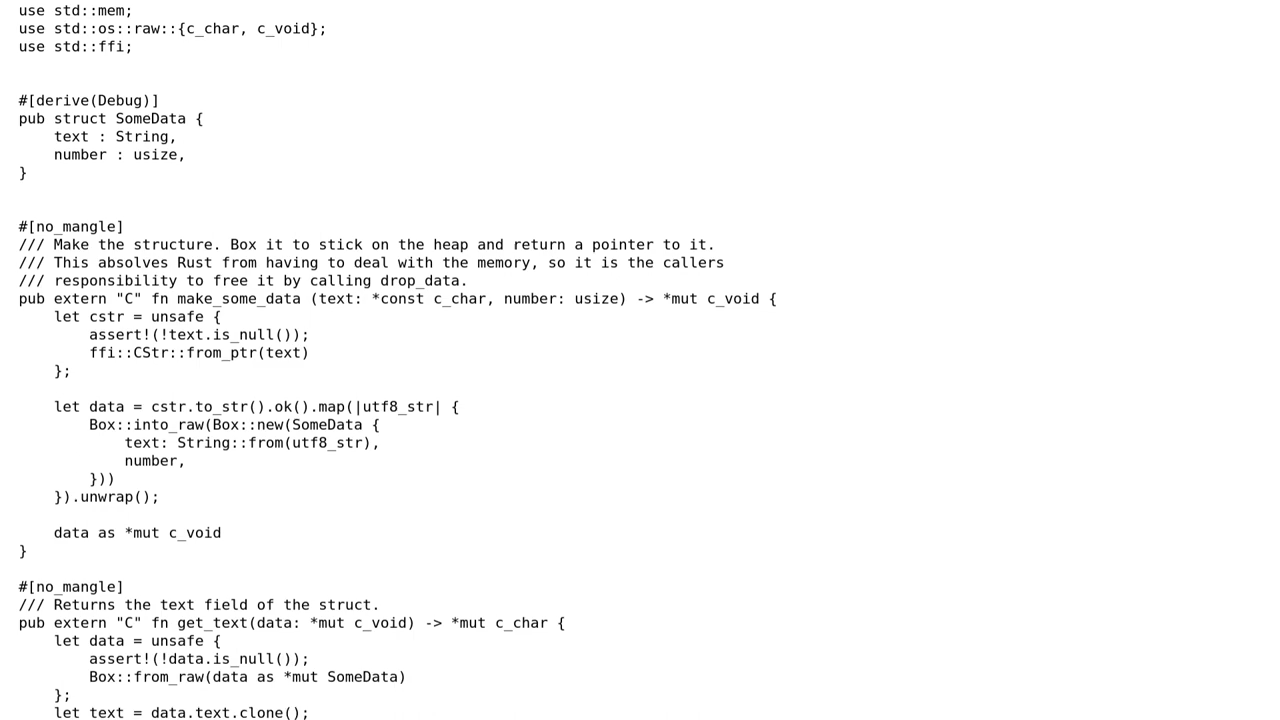 use std::mem;
use std::os::raw::{c_char, c_void};
use std::ffi;
#[derive(Debug)]
pub struct SomeData {
    text : String,
    number : usize,
}
#[no_mangle]
/// Make the structure. Box it to stick on the heap and return a pointer to it.
/// This absolves Rust from having to deal with the memory, so it is the callers
/// responsibility to free it by calling drop_data.
pub extern "C" fn make_some_data (text: *const c_char, number: usize) -> *mut c_void {
    let cstr = unsafe {
        assert!(!text.is_null());
        ffi::CStr::from_ptr(text)
    };
    let data = cstr.to_str().ok().map(|utf8_str| {
        Box::into_raw(Box::new(SomeData {
            text: String::from(utf8_str),
            number,
        }))
    }).unwrap();
    data as *mut c_void
}
#[no_mangle]
/// Returns the text field of the struct.
pub extern "C" fn get_text(data: *mut c_void) -> *mut c_char {
    let data = unsafe {
        assert!(!data.is_null());
        Box::from_raw(data as *mut SomeData)
    };
    let text = data.text.clone();